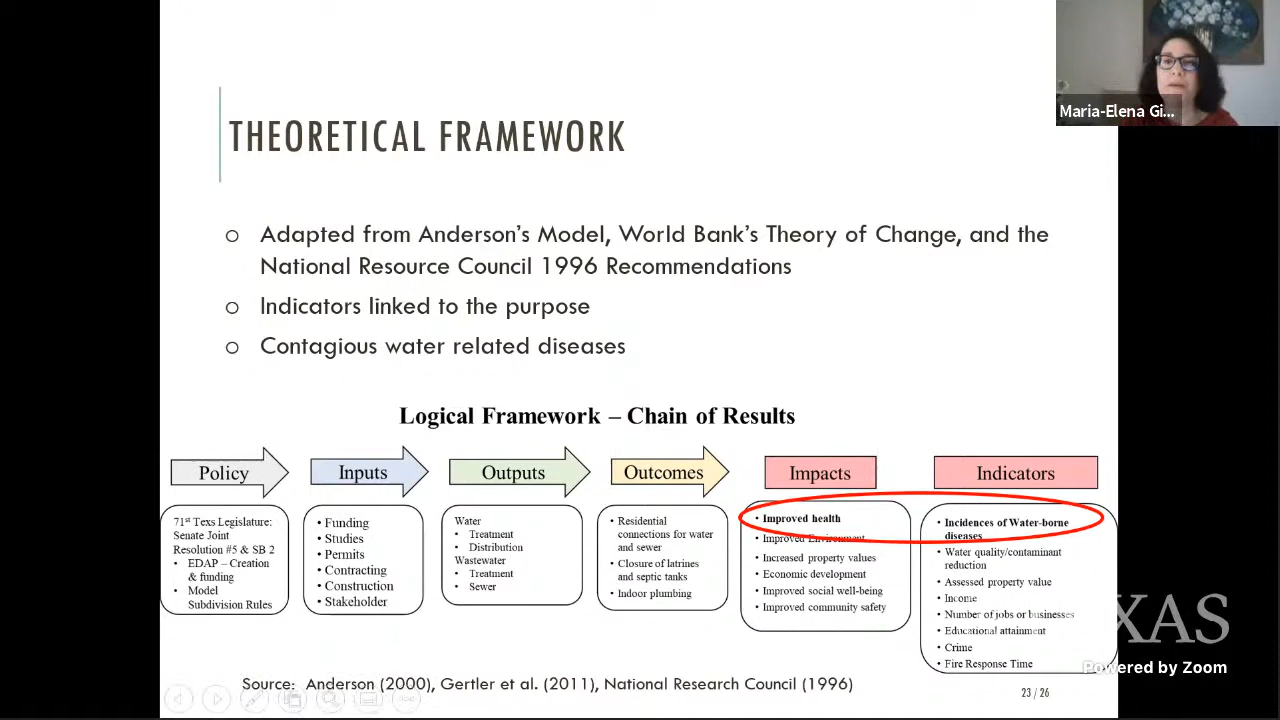 Maria-Elena Gi...
THEORETICAL FRAMEWORK
o Adapted from Anderson's Model, World Bank's Theory of Change, and the
National Resource Council 1996 Recommendations
o Indicators linked to the purpose
o Contagious water related diseases
Logical Framework – Chain of Results
Policy
71st Texs Legislature:
Senate Joint
Resolution #5 & SB 2
• EDAP – Creation
& funding
• Model
Subdivision Rules
Inputs
• Funding
• Studies
• Permits
• Contracting
• Construction
• Stakeholder
Outputs
Water
• Treatment
• Distribution
Wastewater
• Treatment
• Sewer
Outcomes
• Residential
connections for water
and sewer
• Closure of latrines
and septic tanks
• Indoor plumbing
Impacts
• Improved health
• Improved Environment
• Increased property values
• Economic development
• Improved social well-being
• Improved community safety
Indicators
• Incidences of Water-borne
diseases
• Water quality/contaminant
reduction
• Assessed property value
• Income
• Number of jobs or businesses
• Educational attainment
• Crime
• Fire Response Time
XAS
Powered by Zoom
Source: Anderson (2000), Gertler et al. (2011), National Research Council (1996)
23 / 26